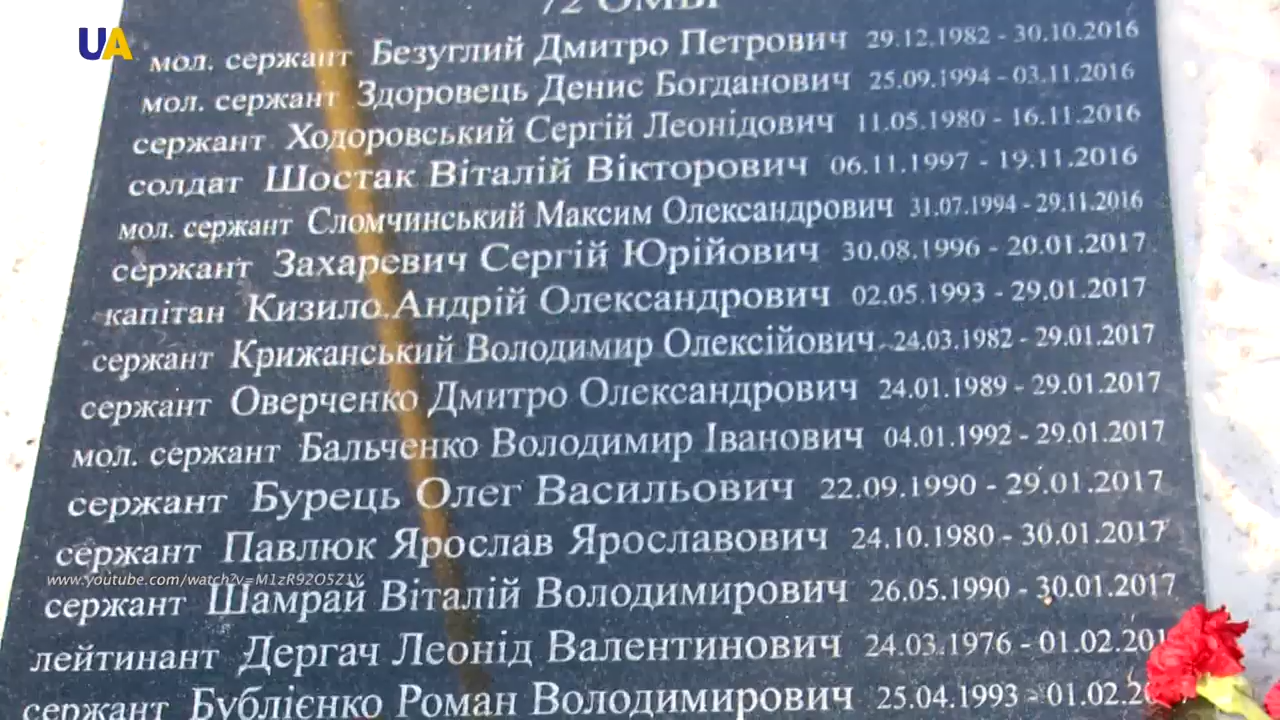 UA
72 ОМБр
мол. сержант Безуглий Дмитро Петрович 29.12.1982 - 30.10.2016
мол. сержант Здоровець Денис Богданович 25.09.1994 - 03.11.2016
сержант Ходоровський Сергій Леонідович 11.05.1980 - 16.11.2016
солдат Шостак Віталій Вікторович 06.11.1997 - 19.11.2016
мол. сержант Сломчинський Максим Олександрович 31.07.1994 - 29.11.2016
сержант Захаревич Сергій Юрійович 30.08.1996 - 20.01.2017
капітан Кизило Андрій Олександрович 02.05.1993 - 29.01.2017
сержант Крижанський Володимир Олексійович 24.03.1982 - 29.01.2017
сержант Оверченко Дмитро Олександрович 24.01.1989 - 29.01.2017
мол. сержант Бальченко Володимир Іванович 04.01.1992 - 29.01.2017
сержант Бурець Олег Васильович 22.09.1990 - 29.01.2017
сержант Павлюк Ярослав Ярославович 24.10.1980 - 30.01.2017
www.youtube.com/watch?v=M1zR92O5Z1Y
сержант Шамрай Віталій Володимирович 26.05.1990 - 30.01.2017
лейтинант Дергач Леонід Валентинович 24.03.1976 - 01.02.201
сержант Бублієнко Роман Володимирович 25.04.1993 - 01.02.2